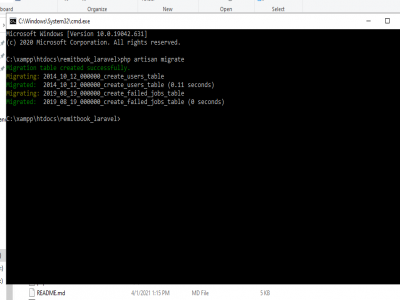 board
Organize
New
Open
Select
C:\Windows\System32\cmd.exe
Microsoft Windows [Version 10.0.19042.631]
(c) 2020 Microsoft Corporation. All rights reserved.
C:\xampp\htdocs\remitbook_laravel>php artisan migrate
Migration table created successfully.
Migrating: 2014_10_12_000000_create_users_table
Migrated:  2014_10_12_000000_create_users_table (0.11 seconds)
Migrating: 2019_08_19_000000_create_failed_jobs_table
Migrated:  2019_08_19_000000_create_failed_jobs_table (0 seconds)
C:\xampp\htdocs\remitbook_laravel>
README.md 4/1/2021 1:15 PM MD File 5 KB